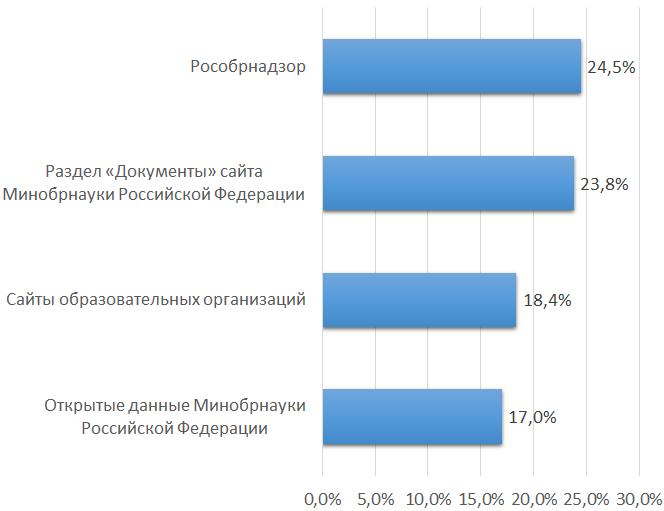 Рособрнадзор
24,5%
Раздел «Документы» сайта
Минобрнауки Российской Федерации
23,8%
Сайты образовательных организаций
18,4%
Открытые данные Минобрнауки
Российской Федерации
17,0%
0,0% 5,0% 10,0% 15,0% 20,0% 25,0% 30,0%